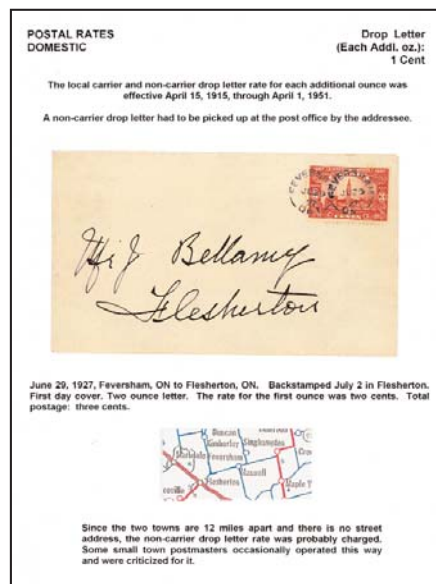 POSTAL RATES
DOMESTIC
Drop Letter
(Each Addl. oz.):
1 Cent
The local carrier and non-carrier drop letter rate for each additional ounce was
effective April 15, 1915, through April 1, 1951.
A non-carrier drop letter had to be picked up at the post office by the addressee.
Bellamy
Flesherton
June 29, 1927, Feversham, ON to Flesherton, ON. Backstamped July 2 in Flesherton.
First day cover. Two ounce letter. The rate for the first ounce was two cents. Total
postage: three cents.
Duncan
Kimberley
Singhampton
Markdale
Feversham
Maxwell
Flesherton
Maple
Since the two towns are 12 miles apart and there is no street
address, the non-carrier drop letter rate was probably charged.
Some small town postmasters occasionally operated this way
and were criticized for it.